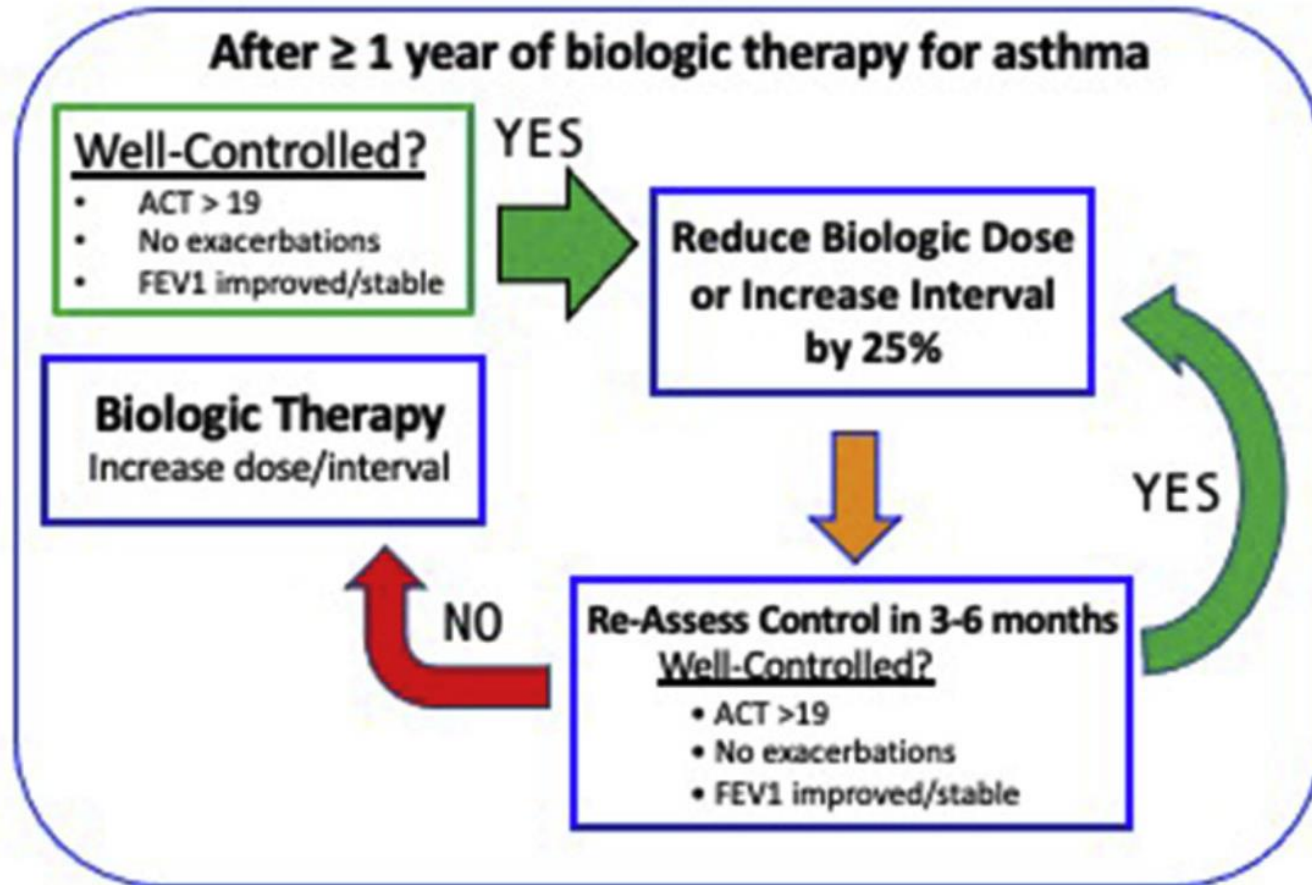 After ≥ 1 year of biologic therapy for asthma
Well-Controlled?
• ACT > 19
• No exacerbations
• FEV1 improved/stable
YES
Reduce Biologic Dose
or Increase Interval
by 25%
YES
Re-Assess Control in 3-6 months
Well-Controlled?
• ACT >19
• No exacerbations
• FEV1 improved/stable
NO
Biologic Therapy
Increase dose/interval